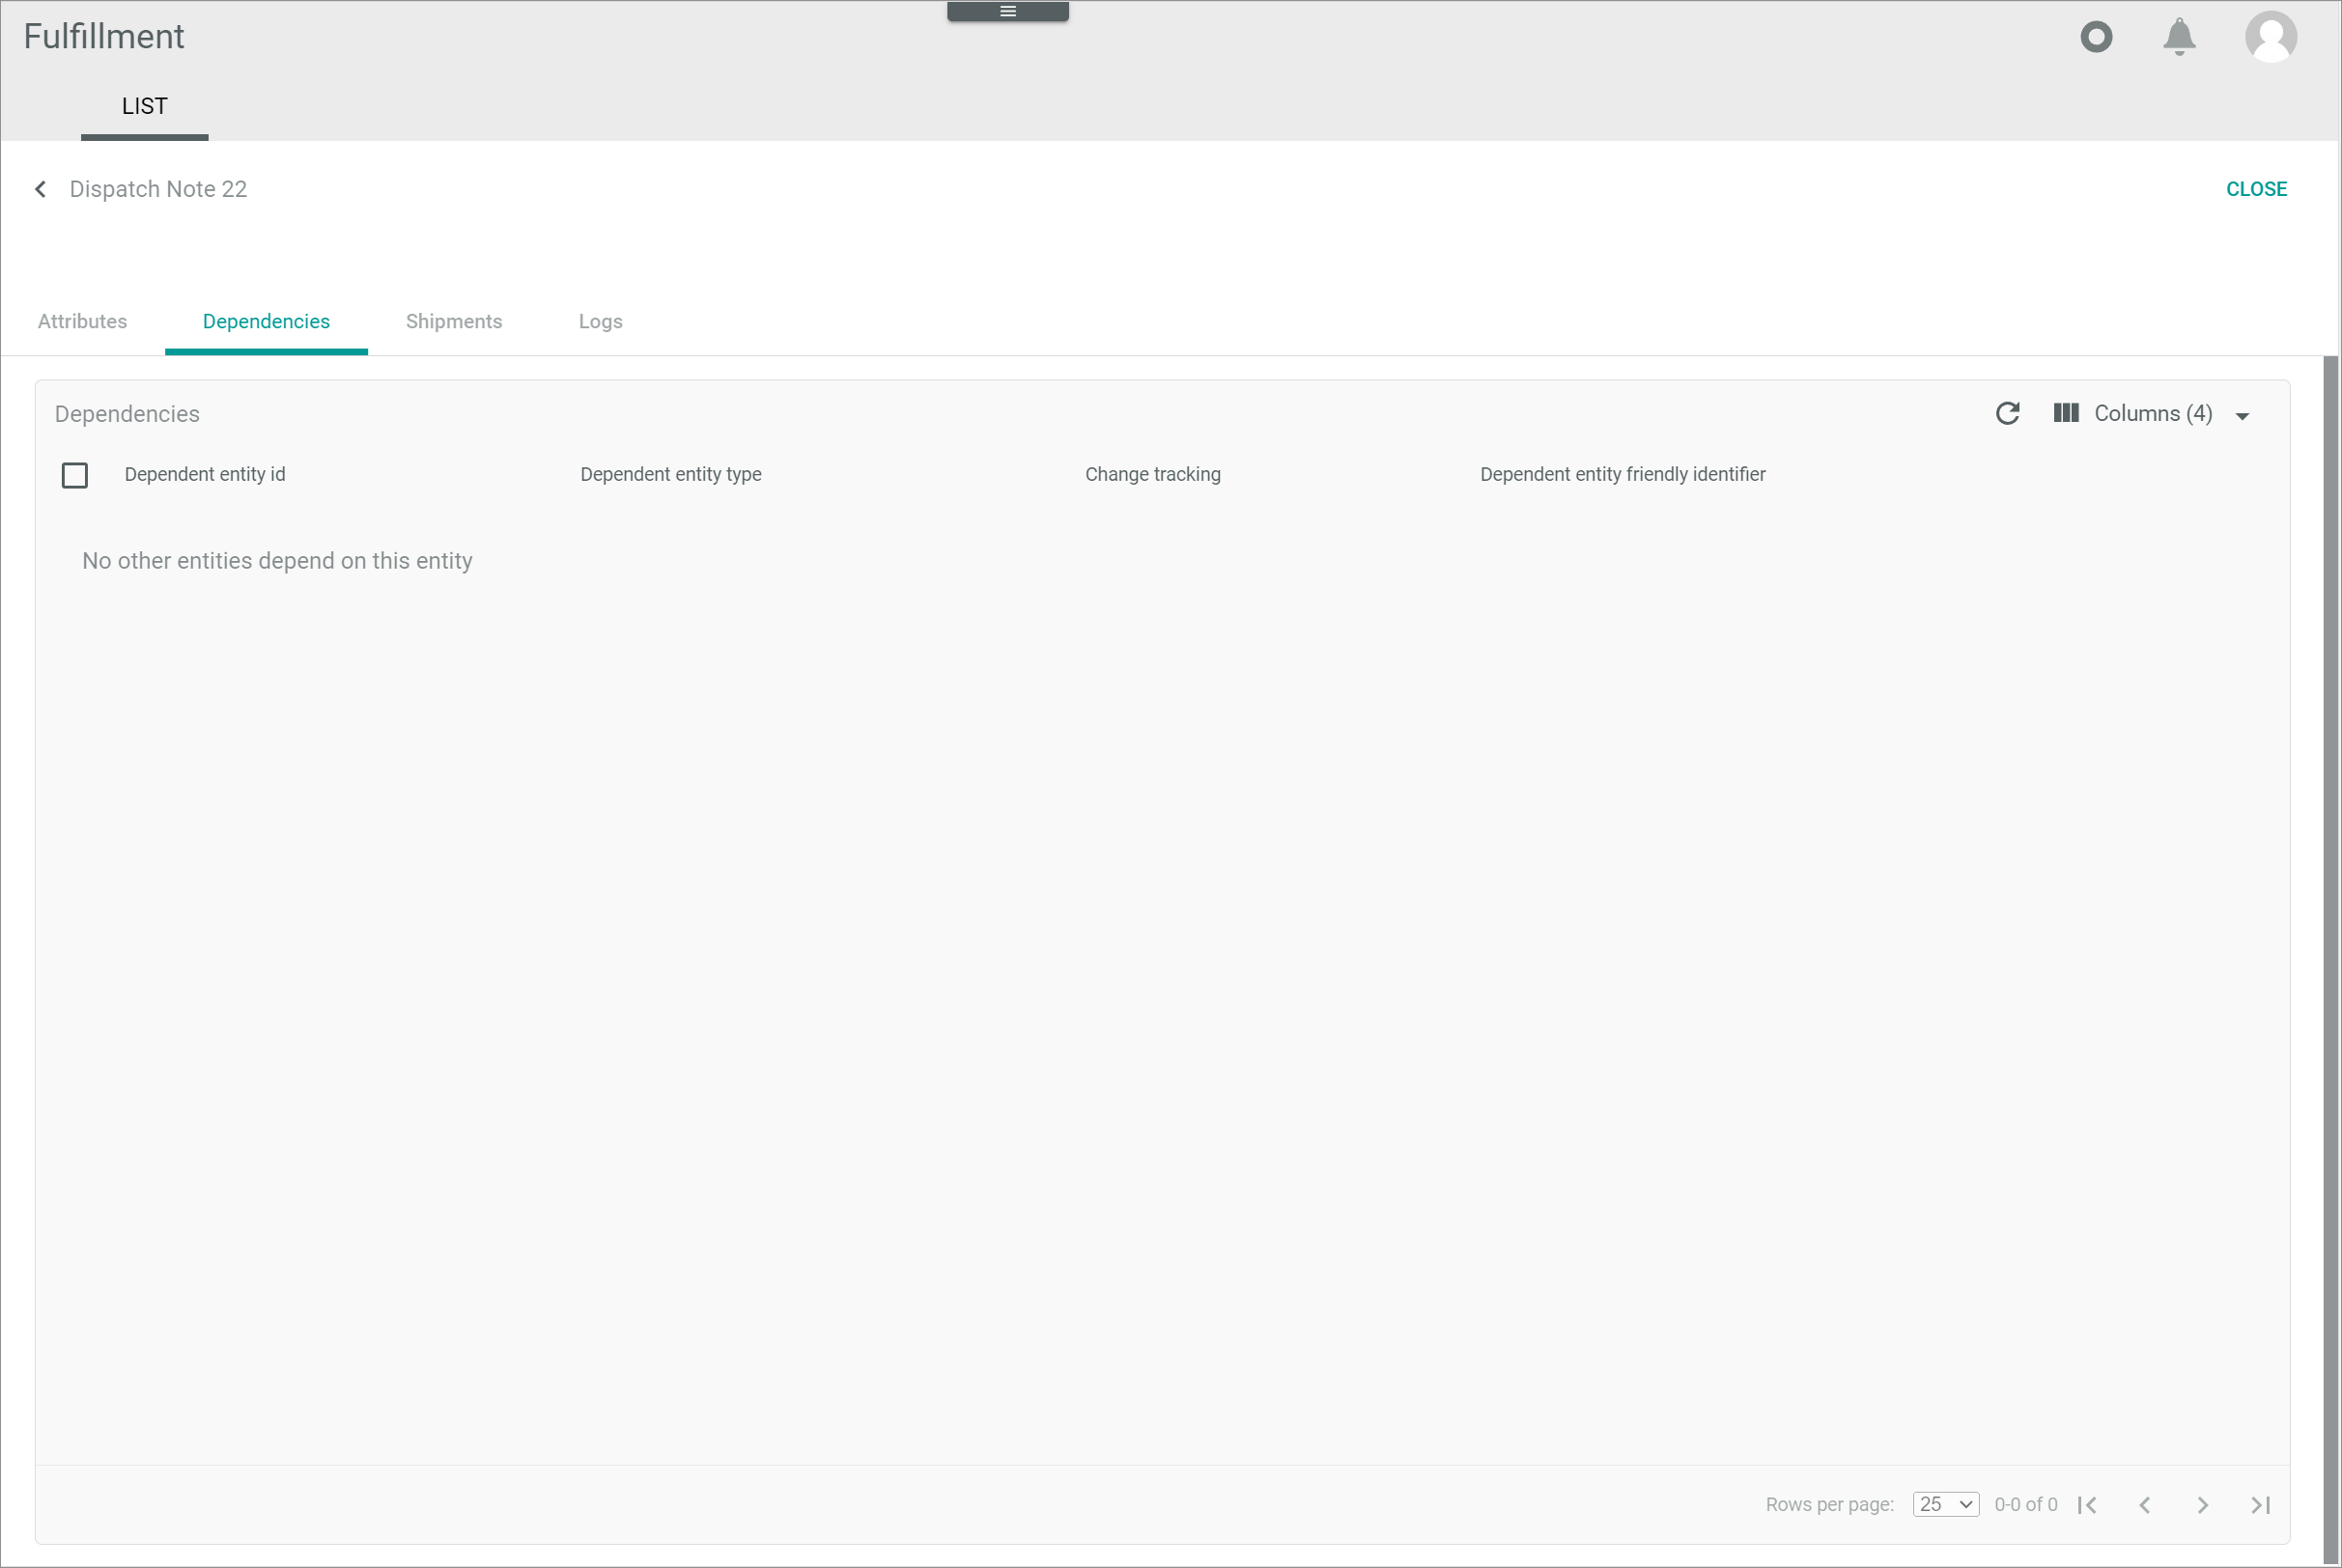 Fulfillment
LIST
Dispatch Note 22
CLOSE
Attributes Dependencies Shipments Logs
Dependencies
Columns (4)
Dependent entity id Dependent entity type Change tracking Dependent entity friendly identifier
No other entities depend on this entity
Rows per page: 25 0-0 of 0